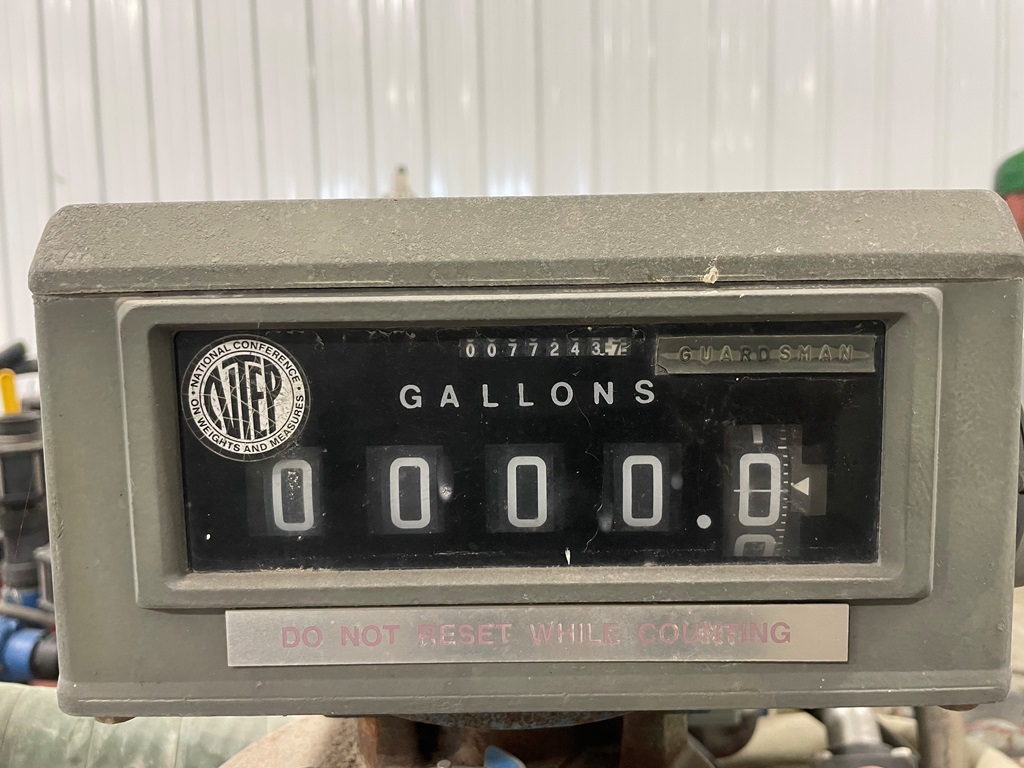 0077243
GUARDSMAN
NATIONAL CONFERENCE
NTEP
ON WEIGHTS AND MEASURES
GALLONS
0000.0
DO NOT RESET WHILE COUNTING